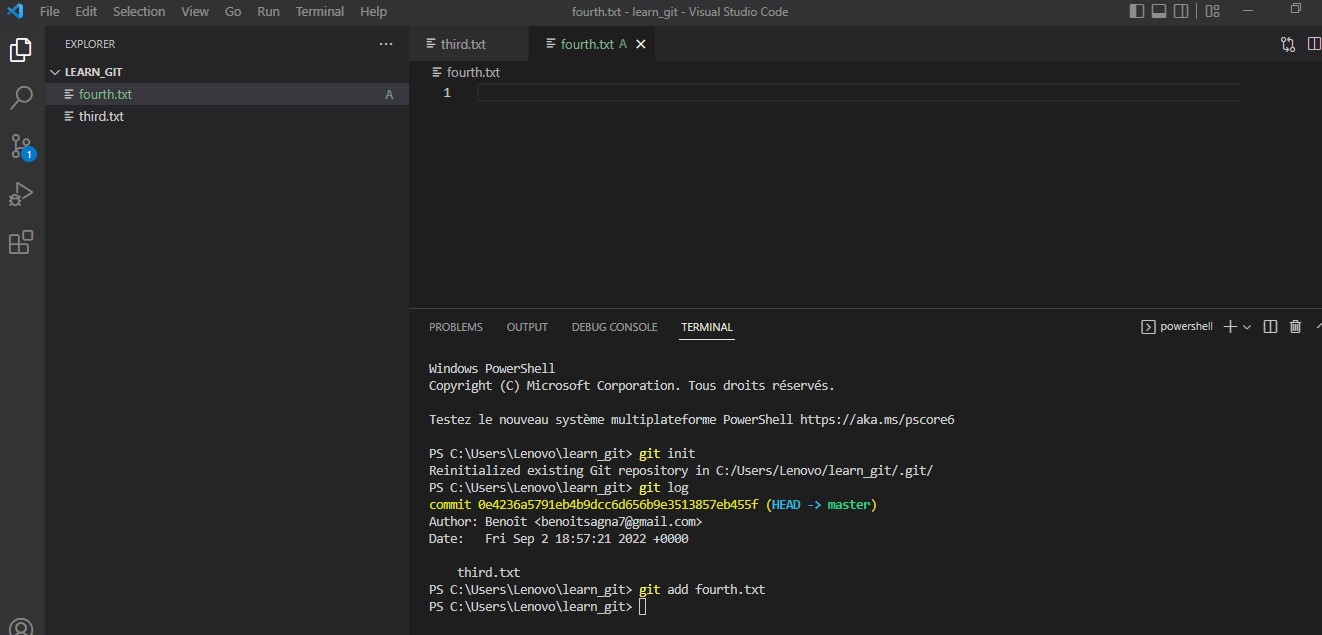 File Edit Selection View Go Run Terminal Help fourth.txt - learn_git - Visual Studio Code
EXPLORER ··· third.txt fourth.txt A
LEARN_GIT fourth.txt
fourth.txt A 1
third.txt
1
PROBLEMS OUTPUT DEBUG CONSOLE TERMINAL powershell
Windows PowerShell
Copyright (C) Microsoft Corporation. Tous droits réservés.
Testez le nouveau système multiplateforme PowerShell https://aka.ms/pscore6
PS C:\Users\Lenovo\learn_git> git init
Reinitialized existing Git repository in C:/Users/Lenovo/learn_git/.git/
PS C:\Users\Lenovo\learn_git> git log
commit 0e4236a5791eb4b9dcc6d656b9e3513857eb455f (HEAD -> master)
Author: Benoît <benoitsagna7@gmail.com>
Date:   Fri Sep 2 18:57:21 2022 +0000
    third.txt
PS C:\Users\Lenovo\learn_git> git add fourth.txt
PS C:\Users\Lenovo\learn_git>